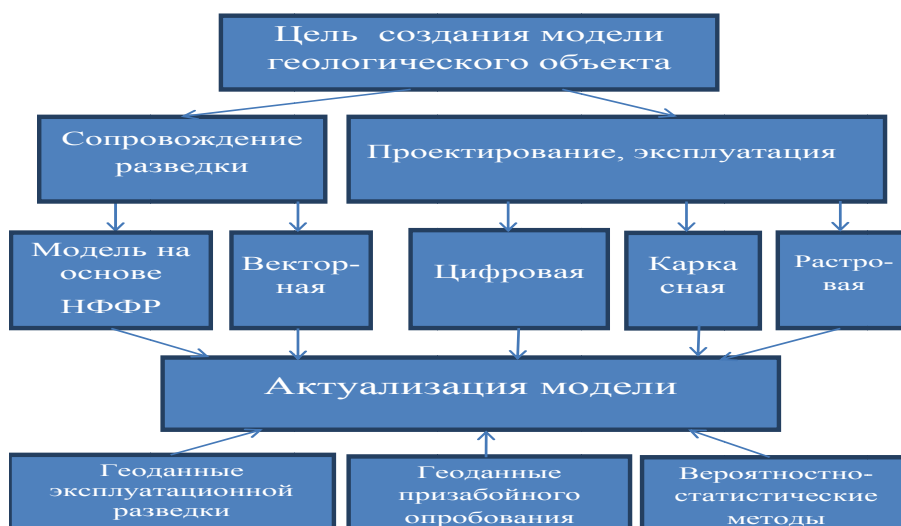 Цель создания модели
геологического объекта
Сопровождение
разведки
Проектирование, эксплуатация
Модель на
основе
НФФР
Вектор-
ная
Цифровая
Карка
сная
Растро-
вая
Актуализация модели
Геоданные
эксплуатационной
разведки
Геоданные
призабойного
опробования
Вероятностно-
статистические
методы